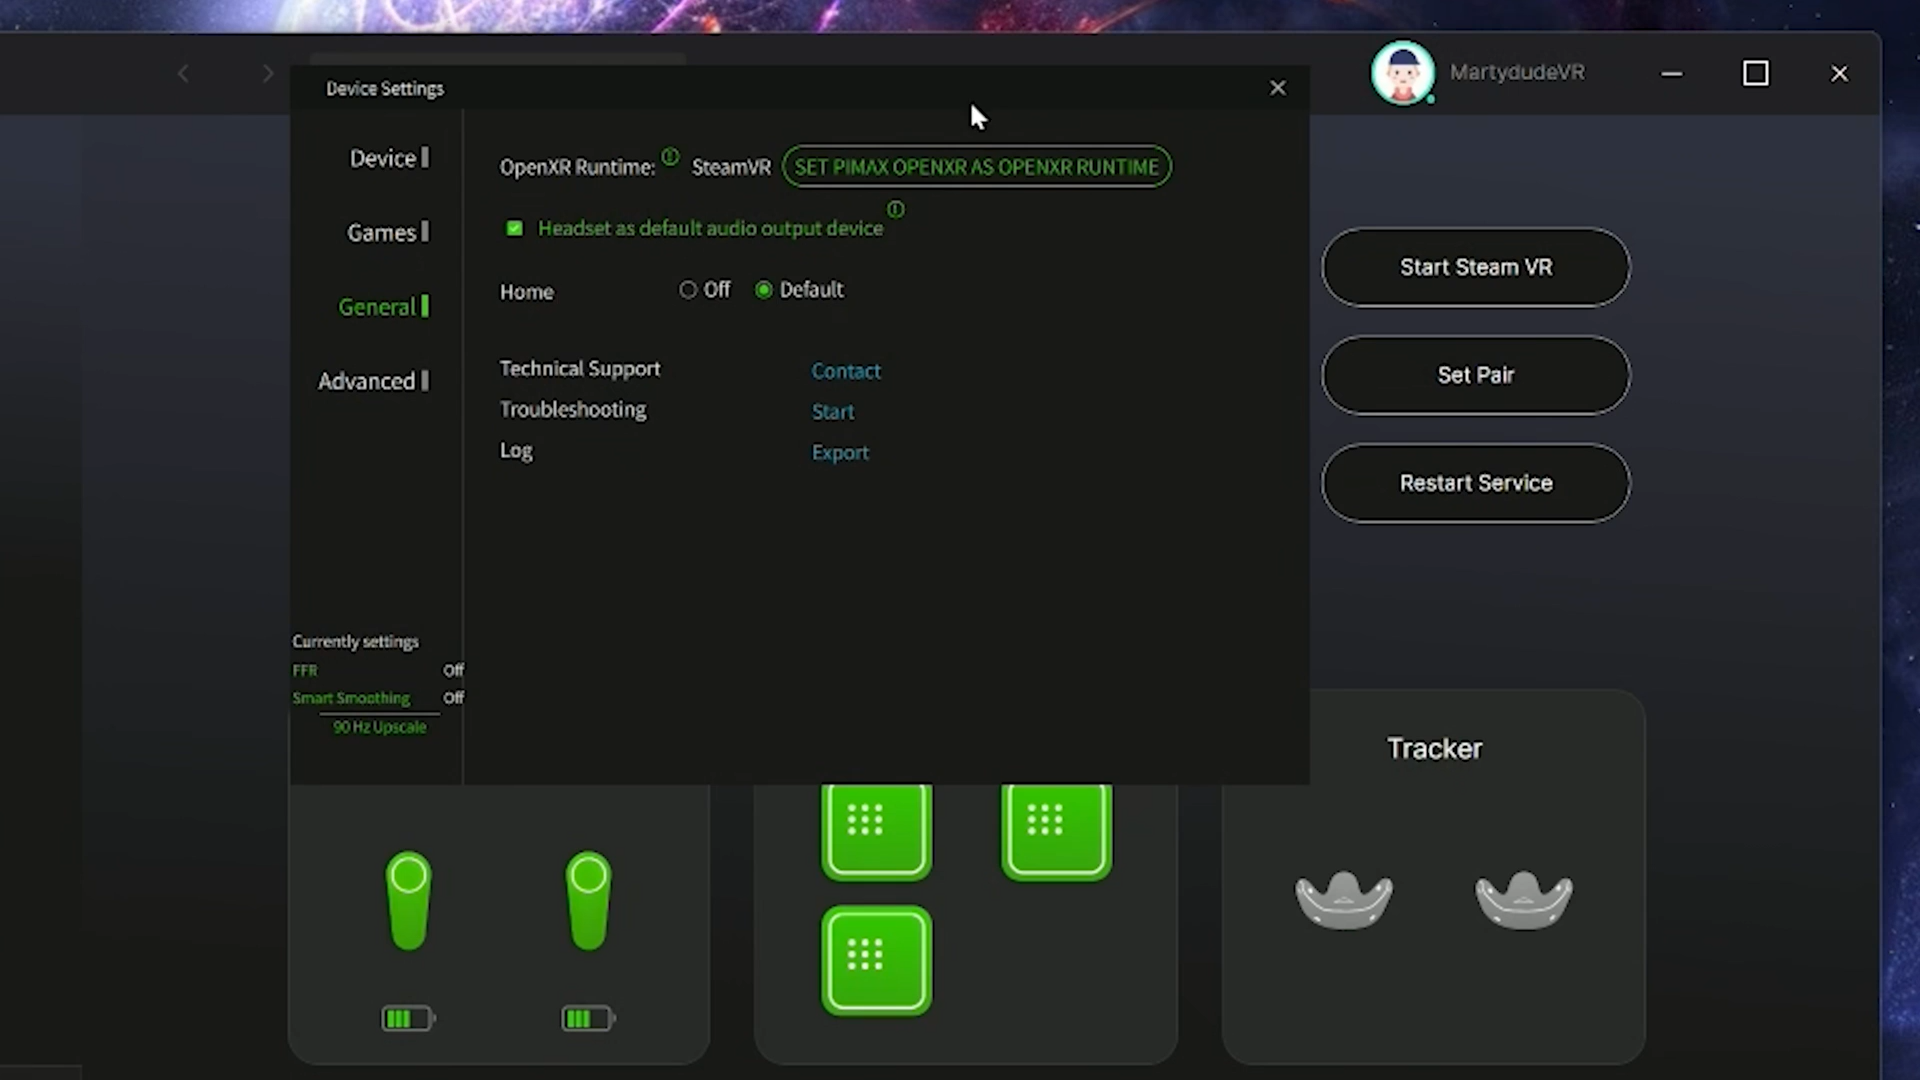 MartydudeVR
Device Settings
Device
OpenXR Runtime: SteamVR SET PIMAX OPENXR AS OPENXR RUNTIME
Games
Headset as default audio output device
General
Home Off Default
Advanced
Technical Support Contact
Troubleshooting Start
Log Export
Currently settings
FFR Off
Smart Smoothing Off
90 Hz Upscale
Start Steam VR
Set Pair
Restart Service
Tracker